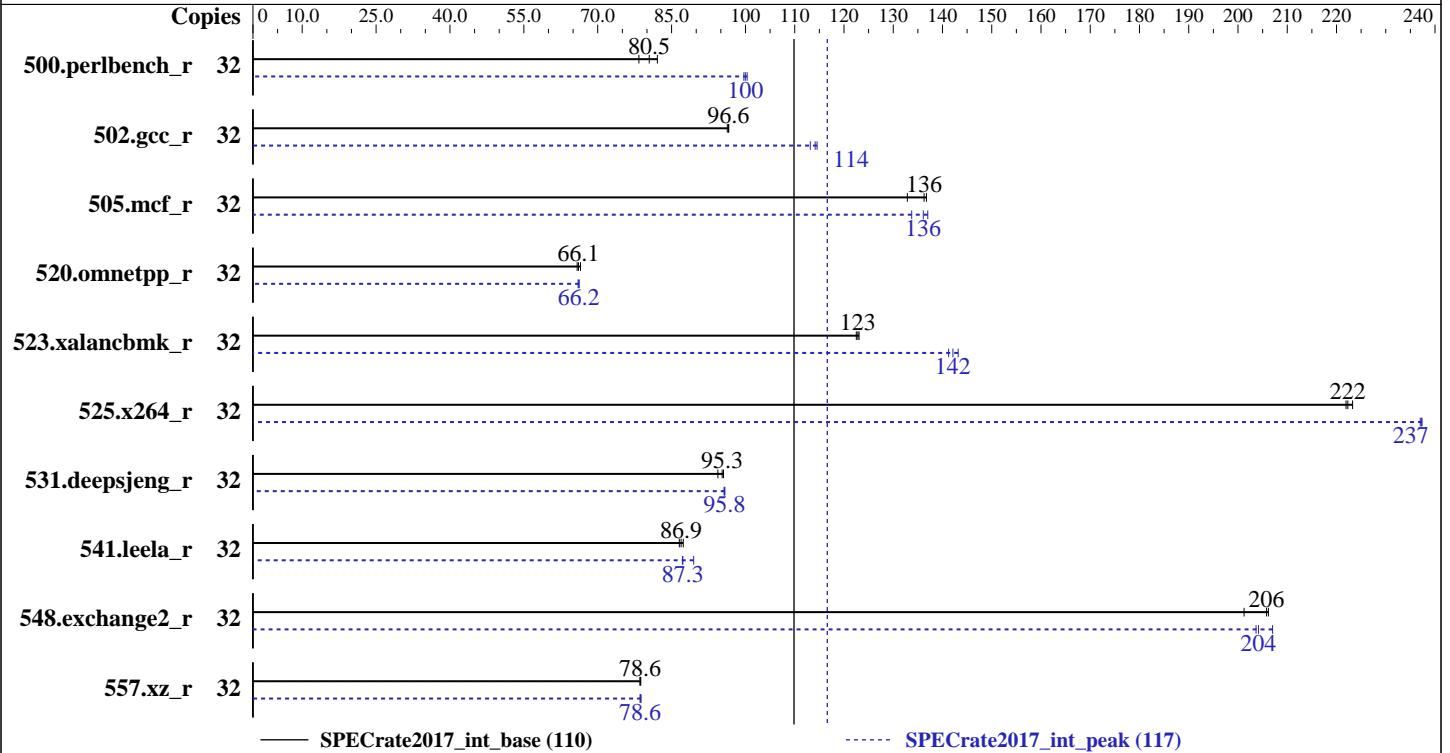 Copies 0 10.0 25.0 40.0 55.0 70.0 85.0 100 110 120 130 140 150 160 170 180 190 200 210 220 240
500.perlbench_r 32 80.5
100
502.gcc_r 32 96.6
114
505.mcf_r 32 136
136
520.omnetpp_r 32 66.1
66.2
523.xalancbmk_r 32 123
142
525.x264_r 32 222
237
531.deepsjeng_r 32 95.3
95.8
541.leela_r 32 86.9
87.3
548.exchange2_r 32 206
204
557.xz_r 32 78.6
78.6
SPECrate2017_int_base (110) SPECrate2017_int_peak (117)